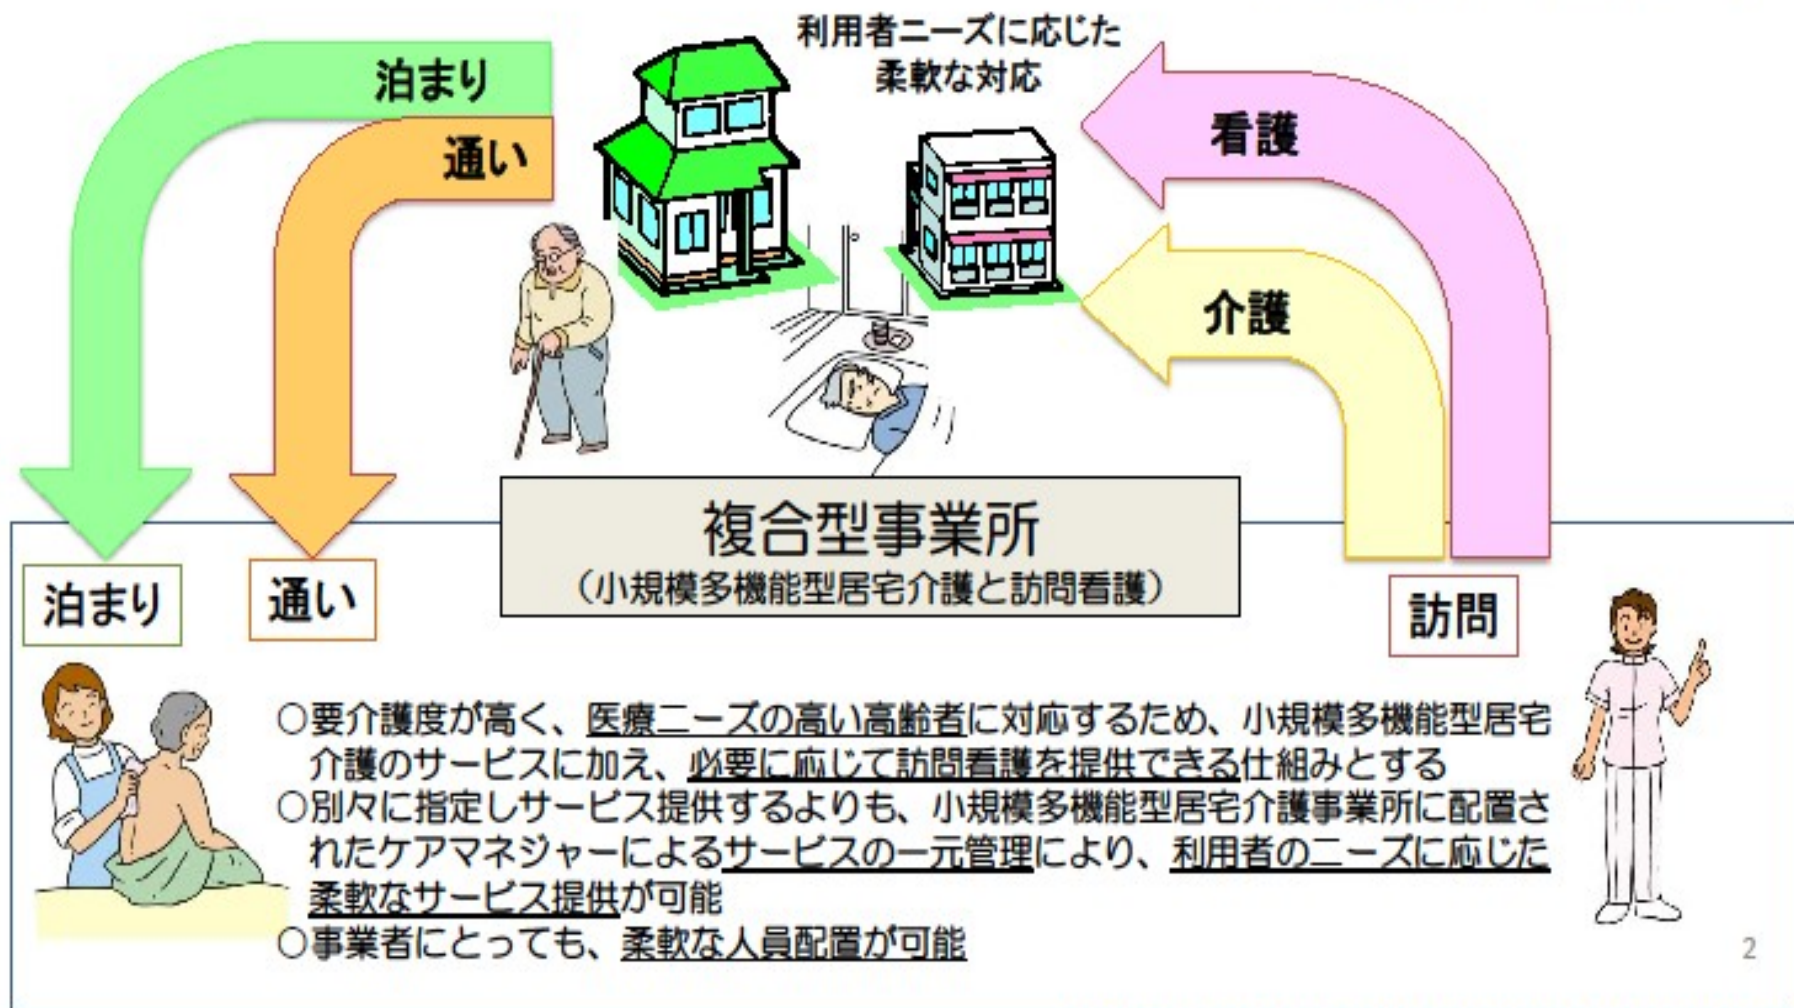 利用者ニーズに応じた
柔軟な対応
泊まり
通い
看護
介護
複合型事業所
（小規模多機能型居宅介護と訪問看護）
泊まり
通い
訪問
○要介護度が高く、医療ニーズの高い高齢者に対応するため、小規模多機能型居宅
介護のサービスに加え、必要に応じて訪問看護を提供できる仕組みとする
○別々に指定しサービス提供するよりも、小規模多機能型居宅介護事業所に配置さ
れたケアマネジャーによるサービスの一元管理により、利用者のニーズに応じた
柔軟なサービス提供が可能
○事業者にとっても、柔軟な人員配置が可能
2